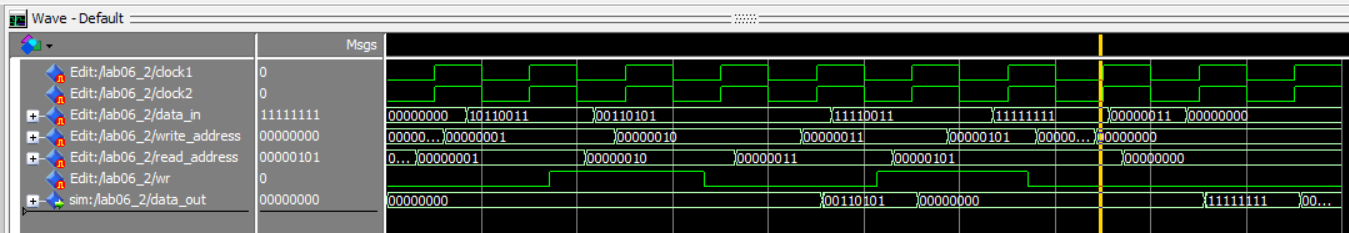 Wave - Default
Msgs
Edit:/lab06_2/clock1 0
Edit:/lab06_2/clock2 0
Edit:/lab06_2/data_in 11111111 00000000 10110011 00110101 11110011 11111111 00000011 00000000
Edit:/lab06_2/write_address 00000000 00000... 00000001 00000010 00000011 00000101 00000... 00000000
Edit:/lab06_2/read_address 00000101 0... 00000001 00000010 00000011 00000101 00000000
Edit:/lab06_2/wr 0
sim:/lab06_2/data_out 00000000 00000000 00110101 00000000 11111111 00...